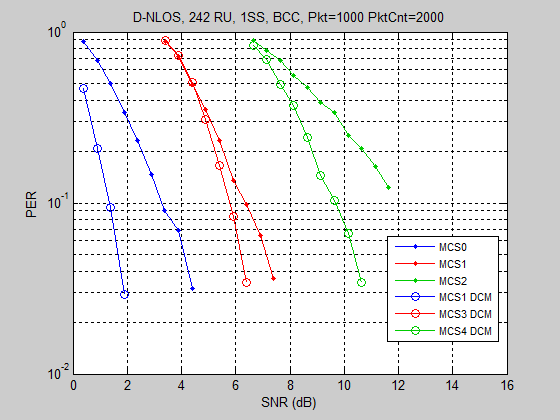 D-NLOS, 242 RU, 1SS, BCC, Pkt=1000 PktCnt=2000
10^0
10^-1
10^-2
PER
MCS0
MCS1
MCS2
MCS1 DCM
MCS3 DCM
MCS4 DCM
0 2 4 6 8 10 12 14 16
SNR (dB)